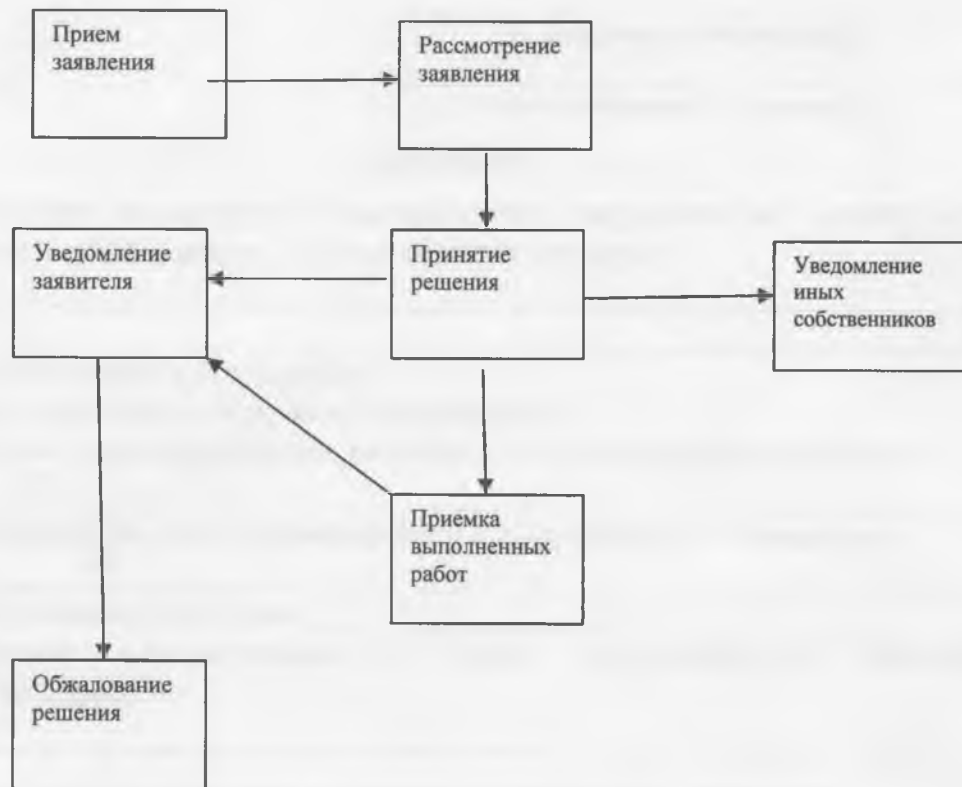 Прием
заявления
Рассмотрение
заявления
Уведомление
заявителя
Принятие
решения
Уведомление
иных
собственников
Приемка
выполненных
работ
Обжалование
решения